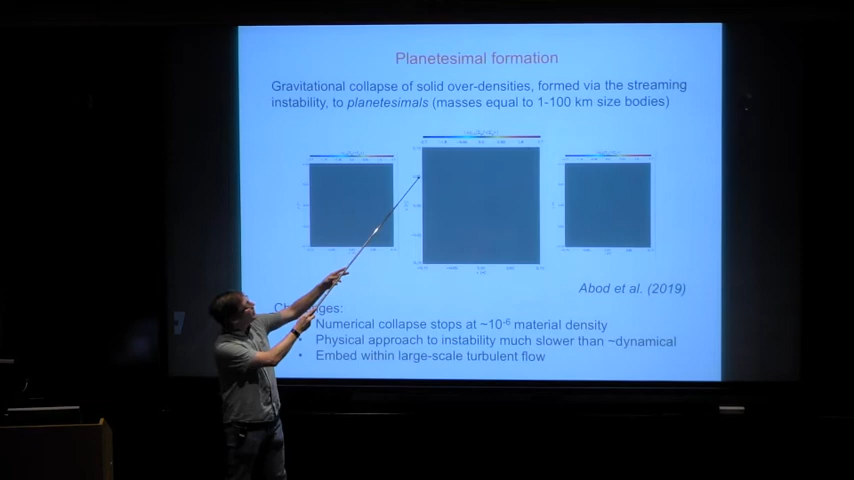 Planetesimal formation
Gravitational collapse of solid over-densities, formed via the streaming
instability, to planetesimals (masses equal to 1-100 km size bodies)
Abod et al. (2019)
Numerical collapse stops at ~10⁻⁶ material density
• Physical approach to instability much slower than ~dynamical
• Embed within large-scale turbulent flow